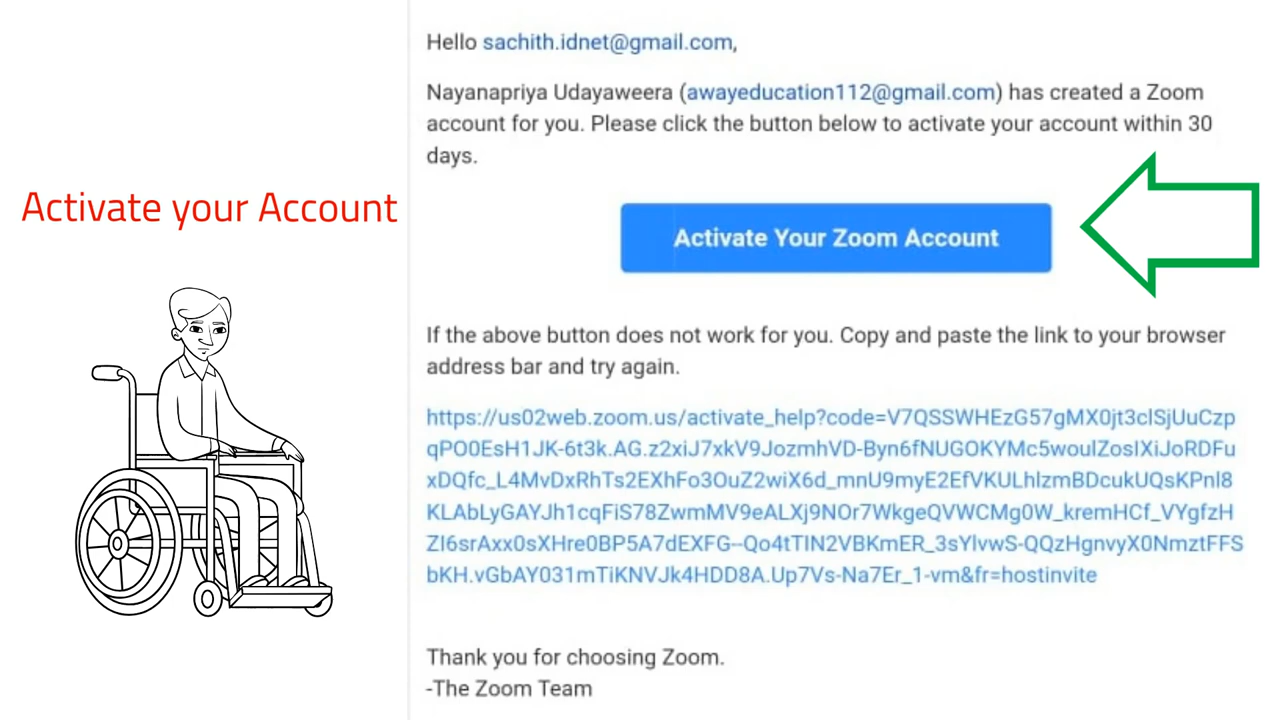 Activate your Account
Hello sachith.idnet@gmail.com,
Nayanapriya Udayaweera (awayeducation112@gmail.com) has created a Zoom
account for you. Please click the button below to activate your account within 30
days.
Activate Your Zoom Account
If the above button does not work for you. Copy and paste the link to your browser
address bar and try again.
https://us02web.zoom.us/activate_help?code=V7QSSWHEzG57gMX0jt3clSjUuCzp
qPO0EsH1JK-6t3k.AG.z2xiJ7xkV9JozmhVD-Byn6fNUGOKYMc5woulZosIXiJoRDFu
xDQfc_L4MvDxRhTs2EXhFo3OuZ2wiX6d_mnU9myE2EfVKULhlzmBDcukUQsKPnl8
KLAbLyGAYJh1cqFiS78ZwmMV9eALXj9NOr7WkgeQVWCMg0W_kremHCf_VYgfzH
ZI6srAxx0sXHre0BP5A7dEXFG--Qo4tTIN2VBKmER_3sYlvwS-QQzHgnvyX0NmztFFS
bKH.vGbAY031mTiKNVJk4HDD8A.Up7Vs-Na7Er_1-vm&fr=hostinvite
Thank you for choosing Zoom.
-The Zoom Team